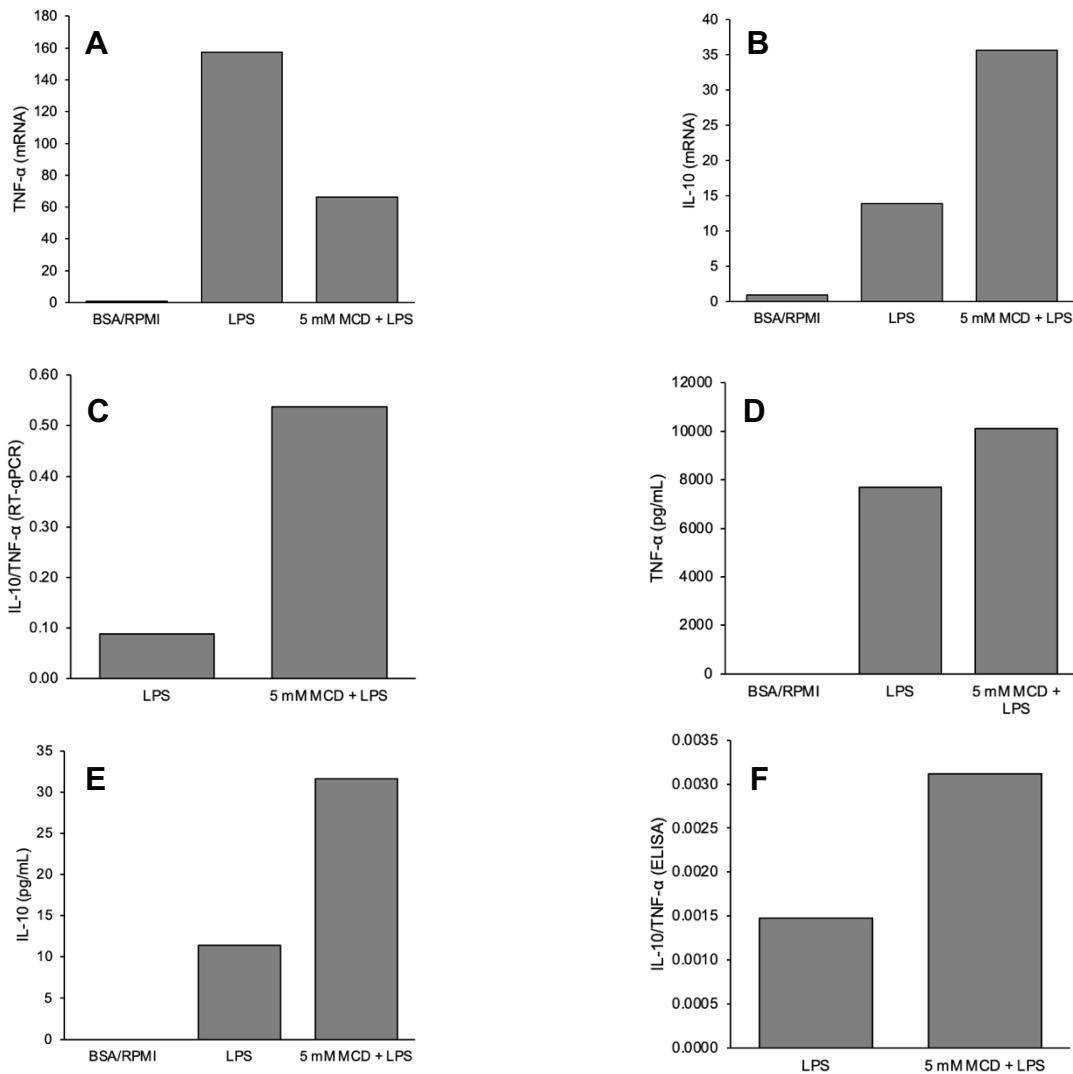 A
TNF-α (mRNA)
180
160
140
120
100
80
60
40
20
0
BSA/RPMI LPS 5 mM MCD + LPS
B
IL-10 (mRNA)
40
35
30
25
20
15
10
5
0
BSA/RPMI LPS 5 mM MCD + LPS
C
IL-10/TNF-α (RT-qPCR)
0.60
0.50
0.40
0.30
0.20
0.10
0.00
LPS 5 mM MCD + LPS
D
TNF-α (pg/mL)
12000
10000
8000
6000
4000
2000
0
BSA/RPMI LPS 5 mM MCD +
LPS
E
IL-10 (pg/mL)
35
30
25
20
15
10
5
0
BSA/RPMI LPS 5 mM MCD + LPS
F
IL-10/TNF-α (ELISA)
0.0035
0.0030
0.0025
0.0020
0.0015
0.0010
0.0005
0.0000
LPS 5 mM MCD + LPS